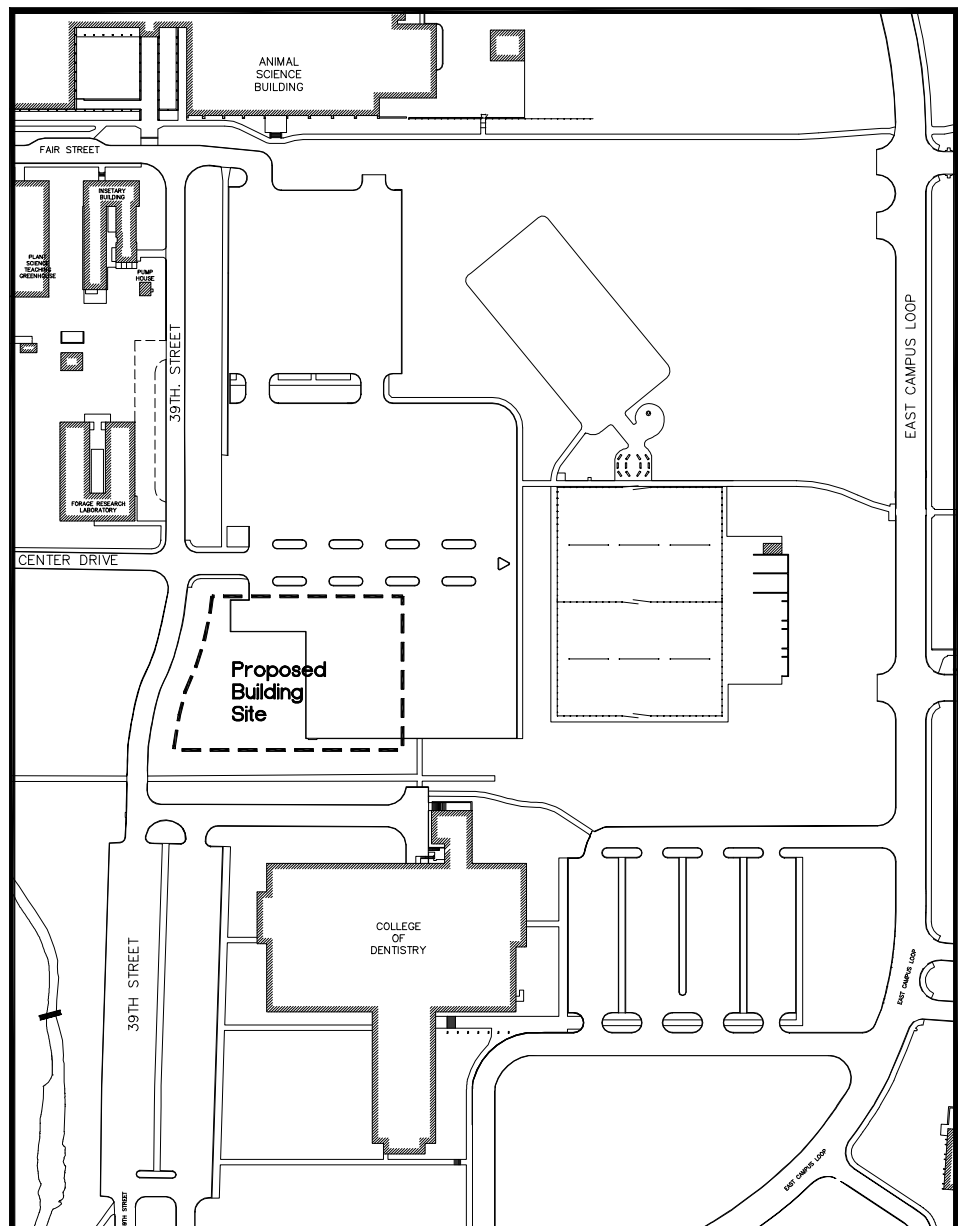 ANIMAL
SCIENCE
BUILDING
FAIR STREET
INSETARY
BUILDING
PLANT
SCIENCE
TEACHING
GREENHOUSE
PUMP
HOUSE
39TH. STREET
EAST CAMPUS LOOP
FORAGE RESEARCH
LABORATORY
CENTER DRIVE
Proposed
Building
Site
COLLEGE
OF
DENTISTRY
39TH STREET
EAST CAMPUS LOOP
EAST CAMPUS LOOP
STREET